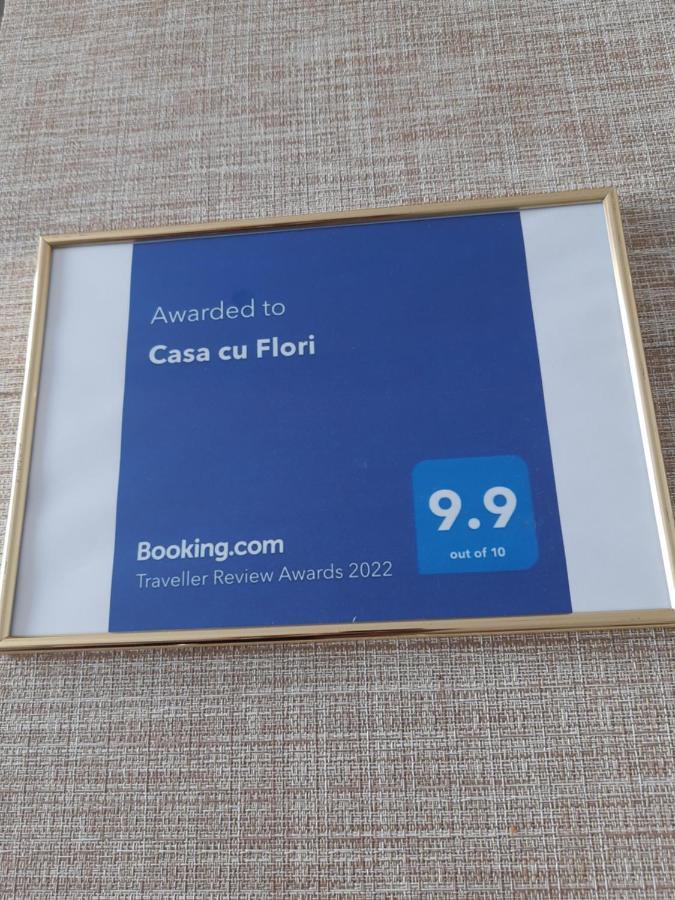 Awarded to
Casa cu Flori
9.9
out of 10
Booking.com
Traveller Review Awards 2022